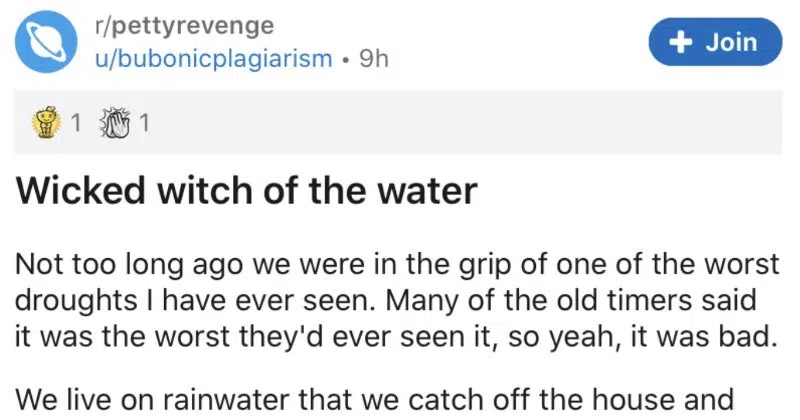 r/pettyrevenge
u/bubonicplagiarism • 9h
+ Join
1 1
Wicked witch of the water
Not too long ago we were in the grip of one of the worst
droughts I have ever seen. Many of the old timers said
it was the worst they'd ever seen it, so yeah, it was bad.
We live on rainwater that we catch off the house and